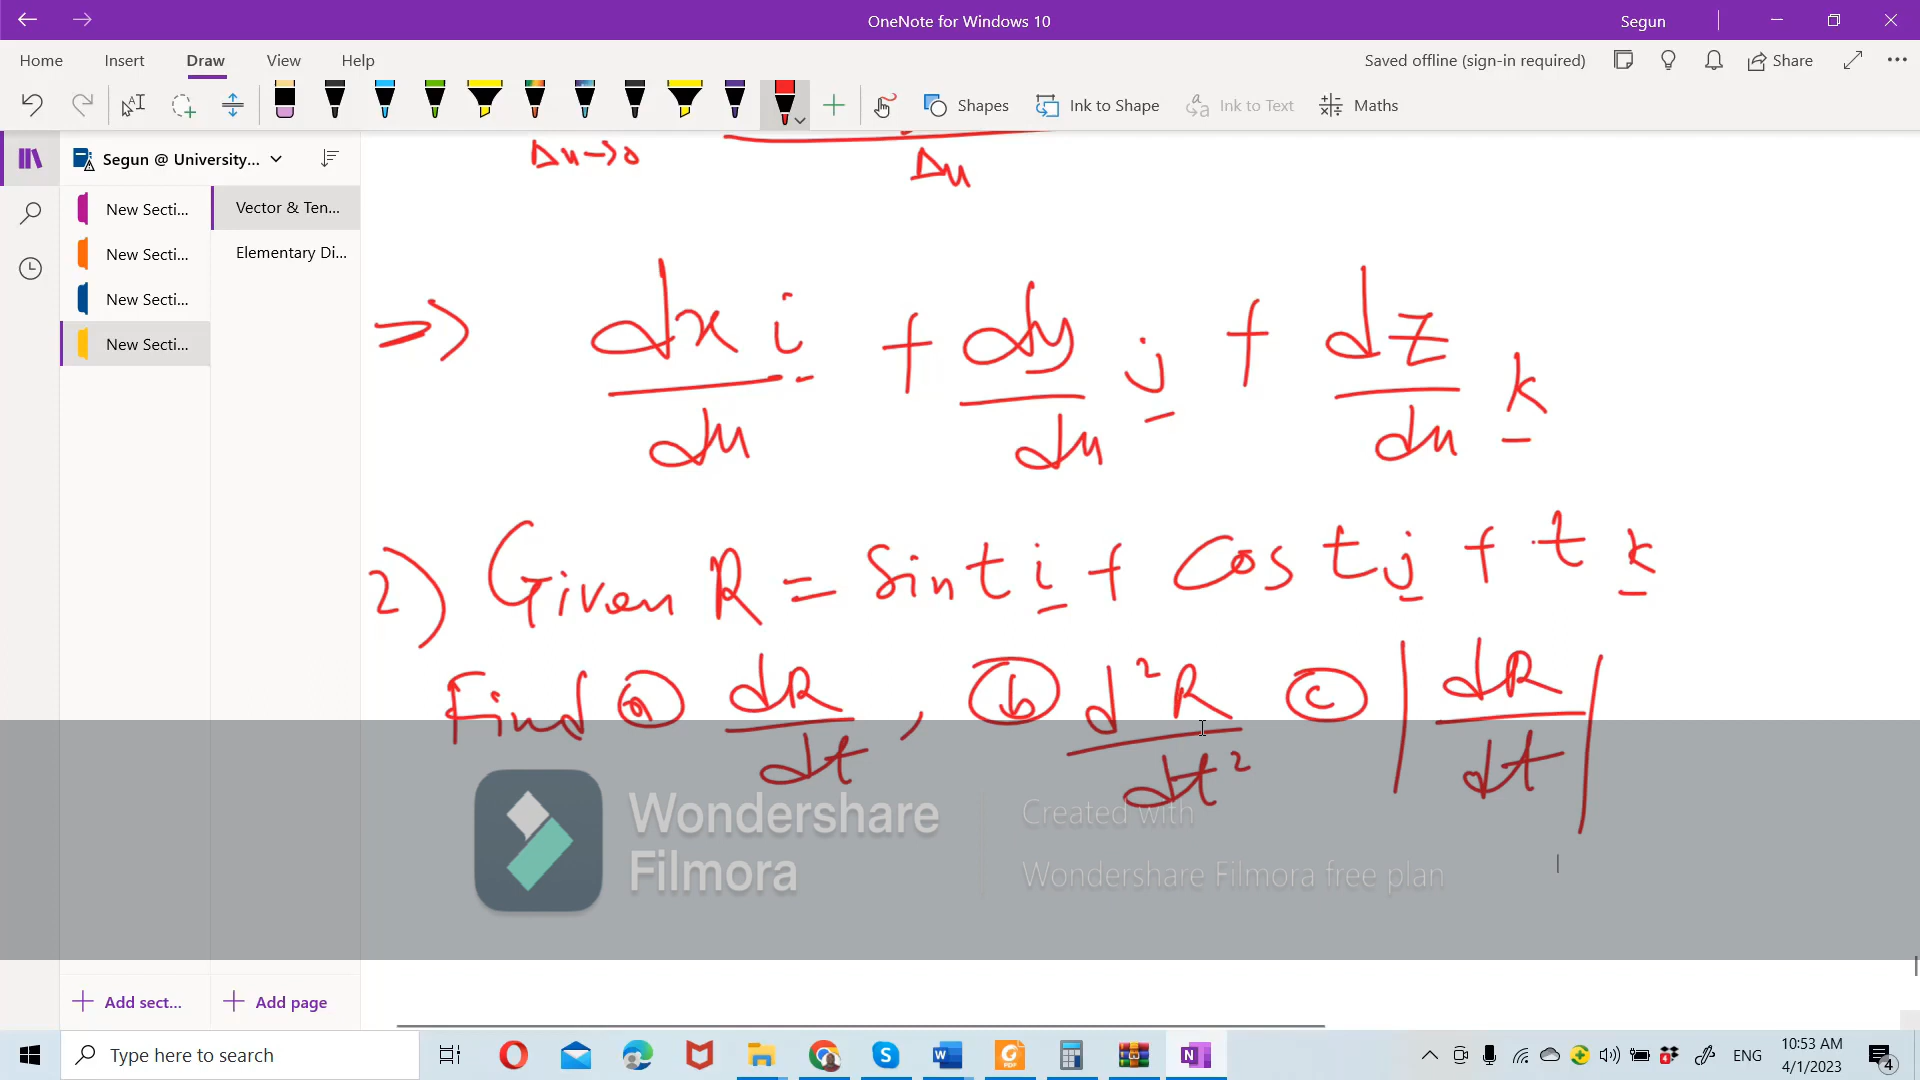 OneNote for Windows 10
Segun
Home Insert Draw View Help
Saved offline (sign-in required) Share
Shapes Ink to Shape Ink to Text Maths
Segun @ University...
New Secti...
New Secti...
New Secti...
New Secti...
Vector & Ten...
Elementary Di...
Δu→0 Δu
=> dx/du i + dy/du j + dz/du k
2) Given R = Sint i + Cos t j + t k
Find ⓐ dR/dt , ⓑ d²R/dt² ⓒ |dR/dt|
Wondershare
Filmora
Created with
Wondershare Filmora free plan
Add sect...
Add page
Type here to search
ENG
10:53 AM
4/1/2023
4